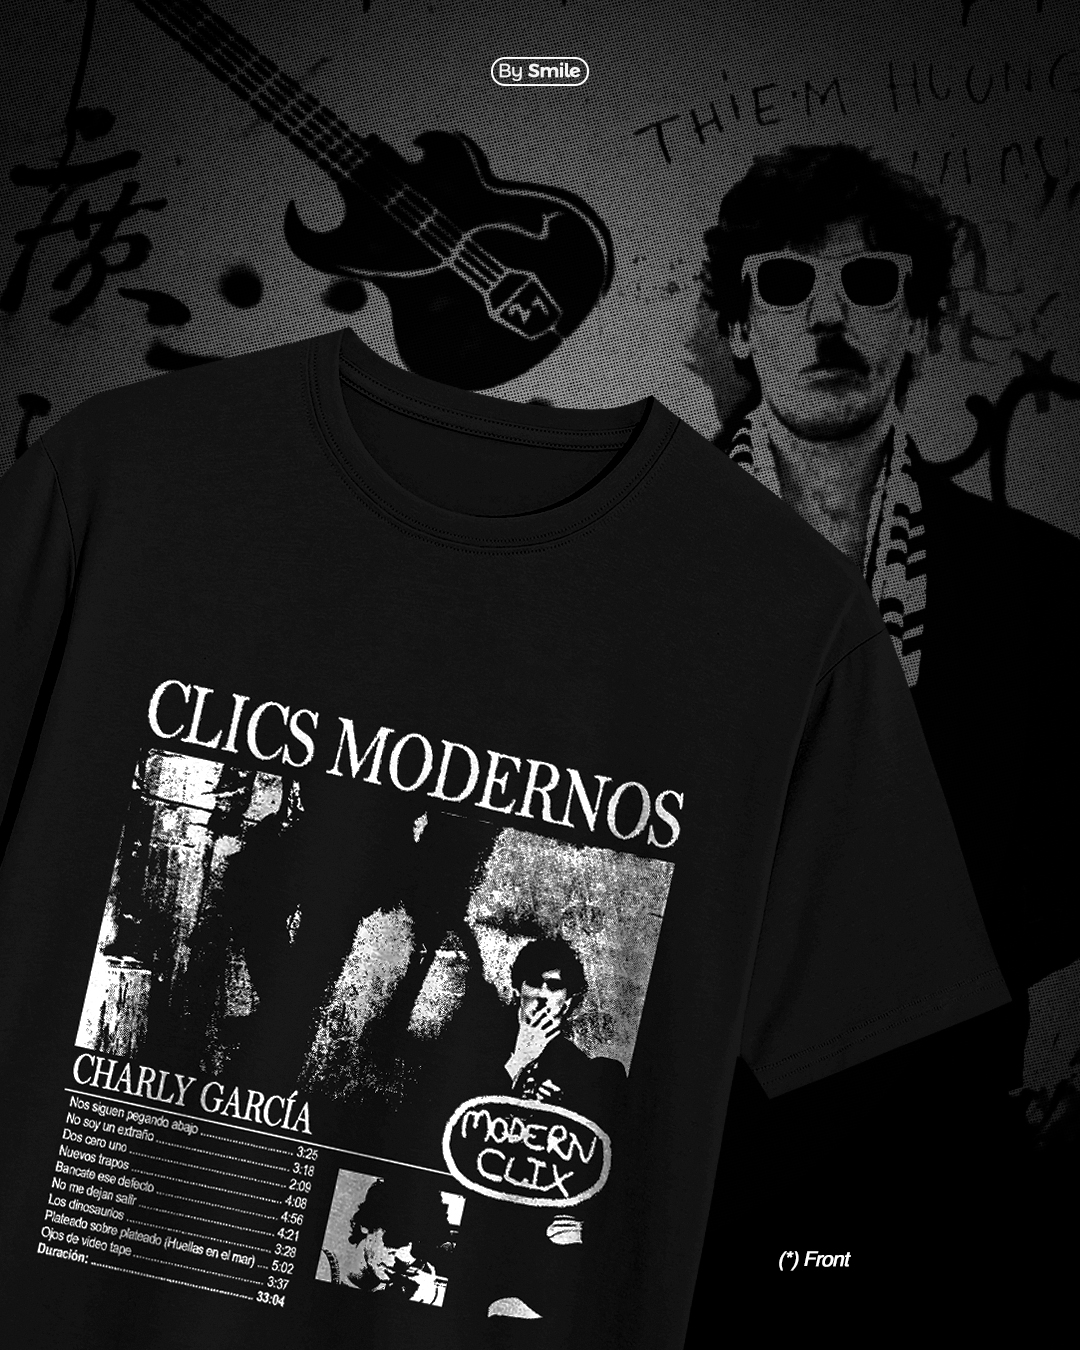 By Smile
THIEM HUONG
廣
CLICS MODERNOS
CHARLY GARCÍA
Nos siguen pegando abajo 3:25
No soy un extraño 3:18
Dos cero uno 2:09
Nuevos trapos 4:08
Bancate ese defecto 4:56
No me dejan salir 4:21
Los dinosaurios 3:28
Plateado sobre plateado (Huellas en el mar) 5:02
Ojos de video tape 3:37
Duración: 33:04
MODERN
CLIX
(*) Front